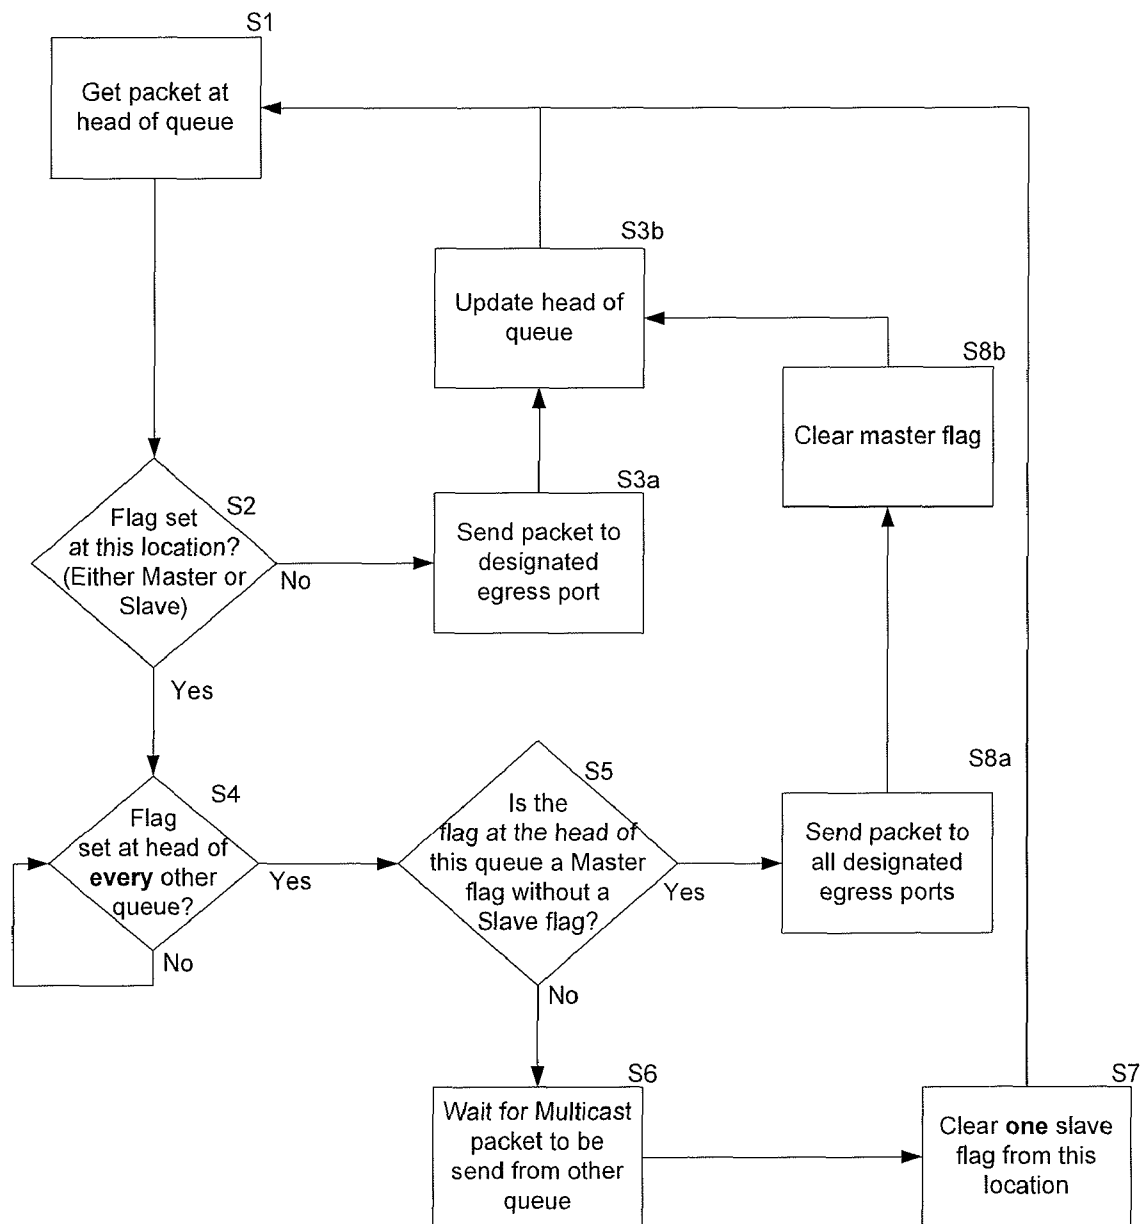 S1
Get packet at
head of queue
S3b
Update head of
queue
S8b
Clear master flag
S2
Flag set
at this location?
(Either Master or
Slave)
No
Yes
S3a
Send packet to
designated
egress port
S4
Flag
set at head of
every other
queue?
Yes
No
S5
Is the
flag at the head of
this queue a Master
flag without a
Slave flag?
Yes
No
S8a
Send packet to
all designated
egress ports
S6
Wait for Multicast
packet to be
send from other
queue
S7
Clear one slave
flag from this
location